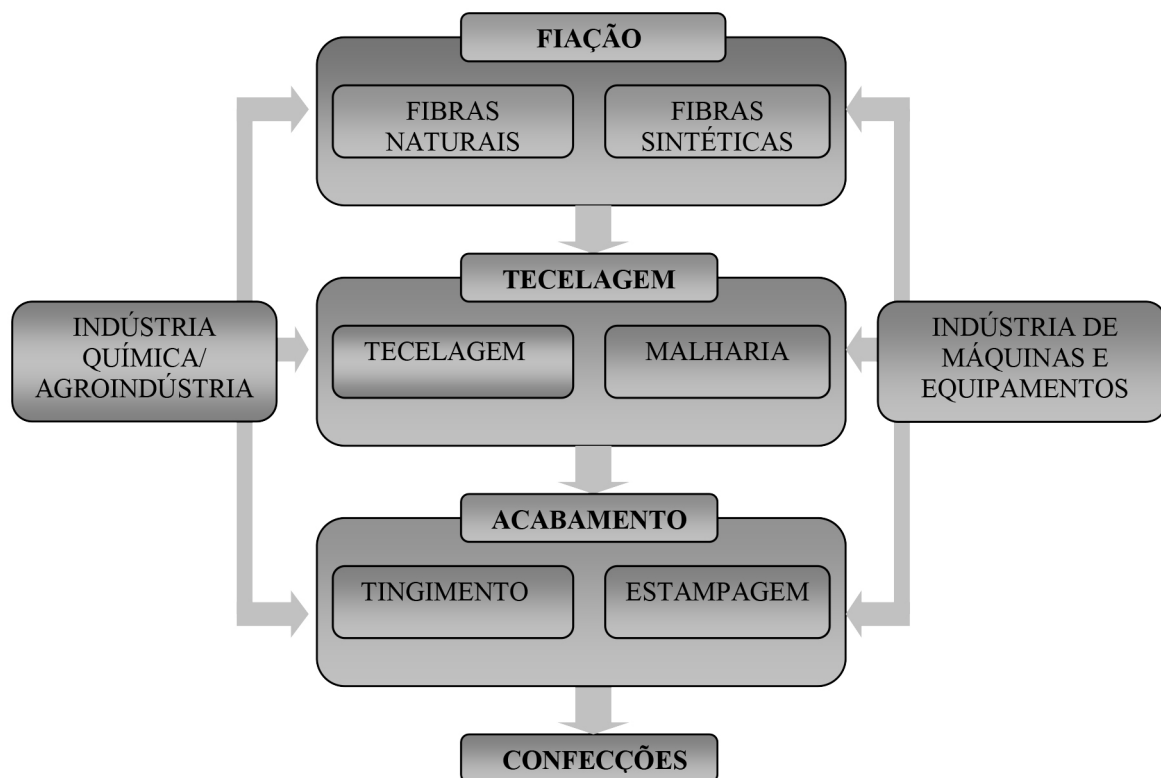 FIAÇÃO
FIBRAS
NATURAIS
FIBRAS
SINTÉTICAS
TECELAGEM
INDÚSTRIA
QUÍMICA/
AGROINDÚSTRIA
TECELAGEM
MALHARIA
INDÚSTRIA DE
MÁQUINAS E
EQUIPAMENTOS
ACABAMENTO
TINGIMENTO
ESTAMPAGEM
CONFECÇÕES